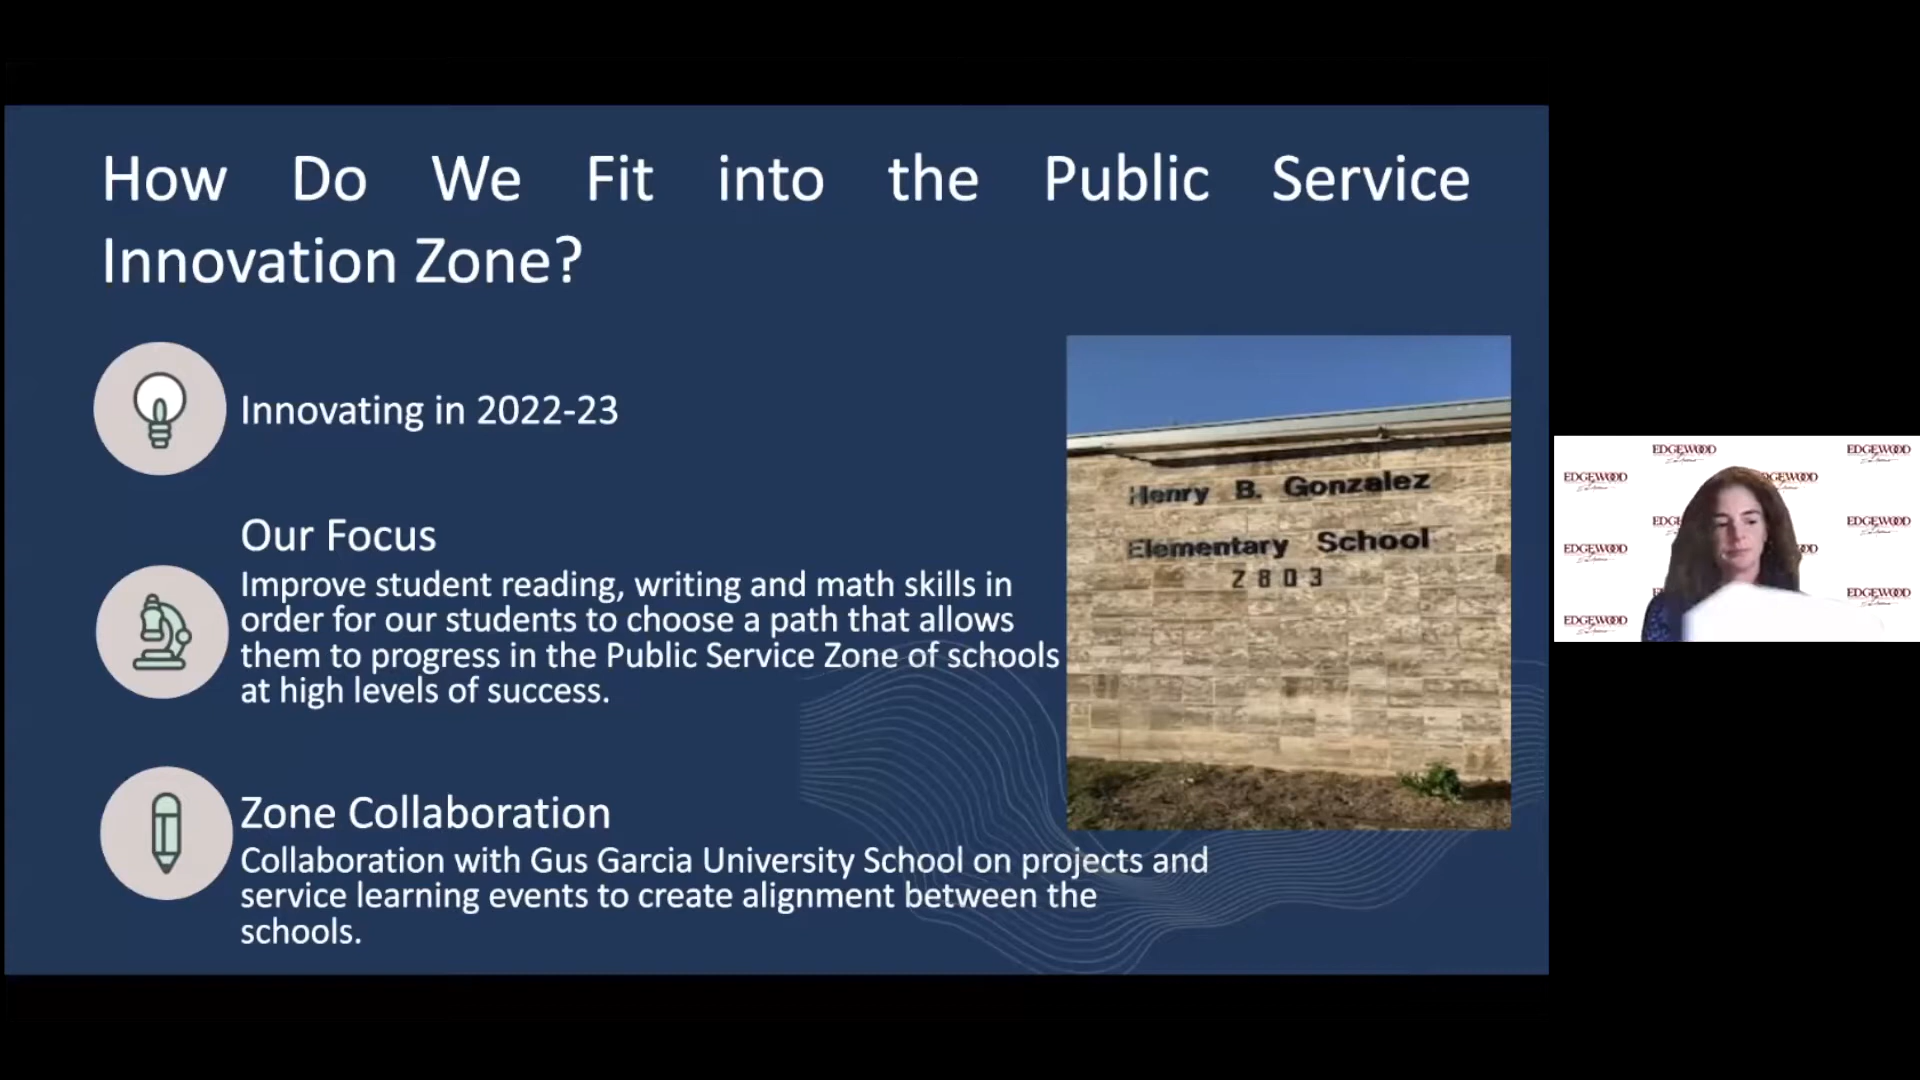 How Do We Fit into the Public Service
Innovation Zone?
Innovating in 2022-23
Our Focus
Improve student reading, writing and math skills in
order for our students to choose a path that allows
them to progress in the Public Service Zone of schools
at high levels of success.
Zone Collaboration
Collaboration with Gus Garcia University School on projects and
service learning events to create alignment between the
schools.
Henry B. Gonzalez
Elementary School
2803
EDGEWOOD
EDGEWOOD
EDGEWOOD
EDGEWOOD
EDGEWOOD
EDGEWOOD
EDGEWOOD
EDGEWOOD